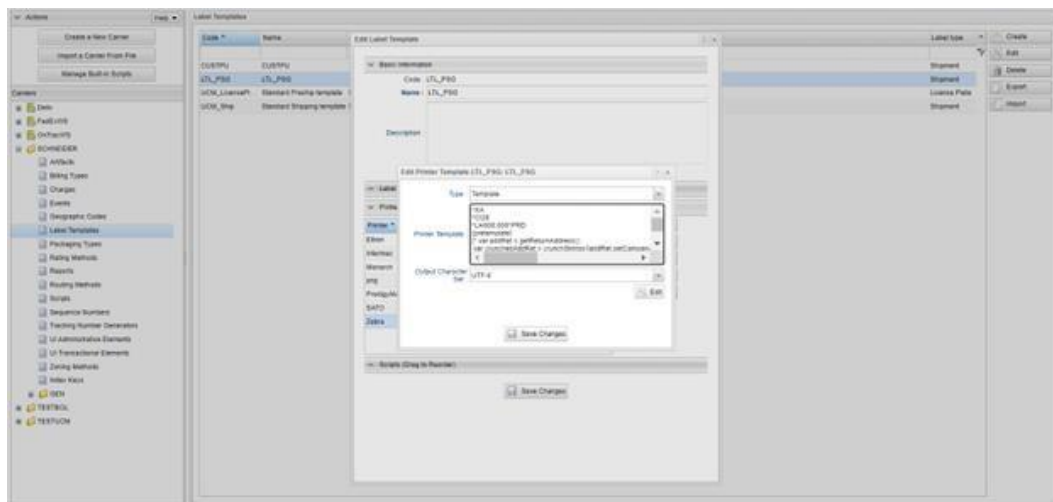 Actions
Help
Create a New Carrier
Import a Carrier From File
Manage Built-in Scripts
Carriers
SCHNEIDER
Artifacts
Billing Types
Charges
Events
Geographic Codes
Label Templates
Packaging Types
Rating Methods
Reports
Routing Methods
Scripts
Sequence Numbers
Tracking Number Generators
UI Administrative Elements
UI Transactional Elements
Zoning Methods
Index Keys
GEN
TESTBOL
TESTUCM
Label Templates
Code Name Label type
CUSTPU CUSTPU Shipment
LTL_PSG LTL_PSG Shipment
Standard Freship template License Plate
UCM_Ship Standard Shipping template Shipment
Create
Edit
Delete
Export
Import
Edit Label Template
Basic Information
Code LTL_PSG
Name LTL_PSG
Description
Label
Printer
Eltron
Intermec
Monarch
png
SATO
Zebra
Edit Printer Template LTL_PSG: LTL_PSG
Type Template
Printer Template
^XA
^CI28
Output Character Set UTF-8
Edit
Save Changes
Scripts (Drag to Reorder)
Save Changes